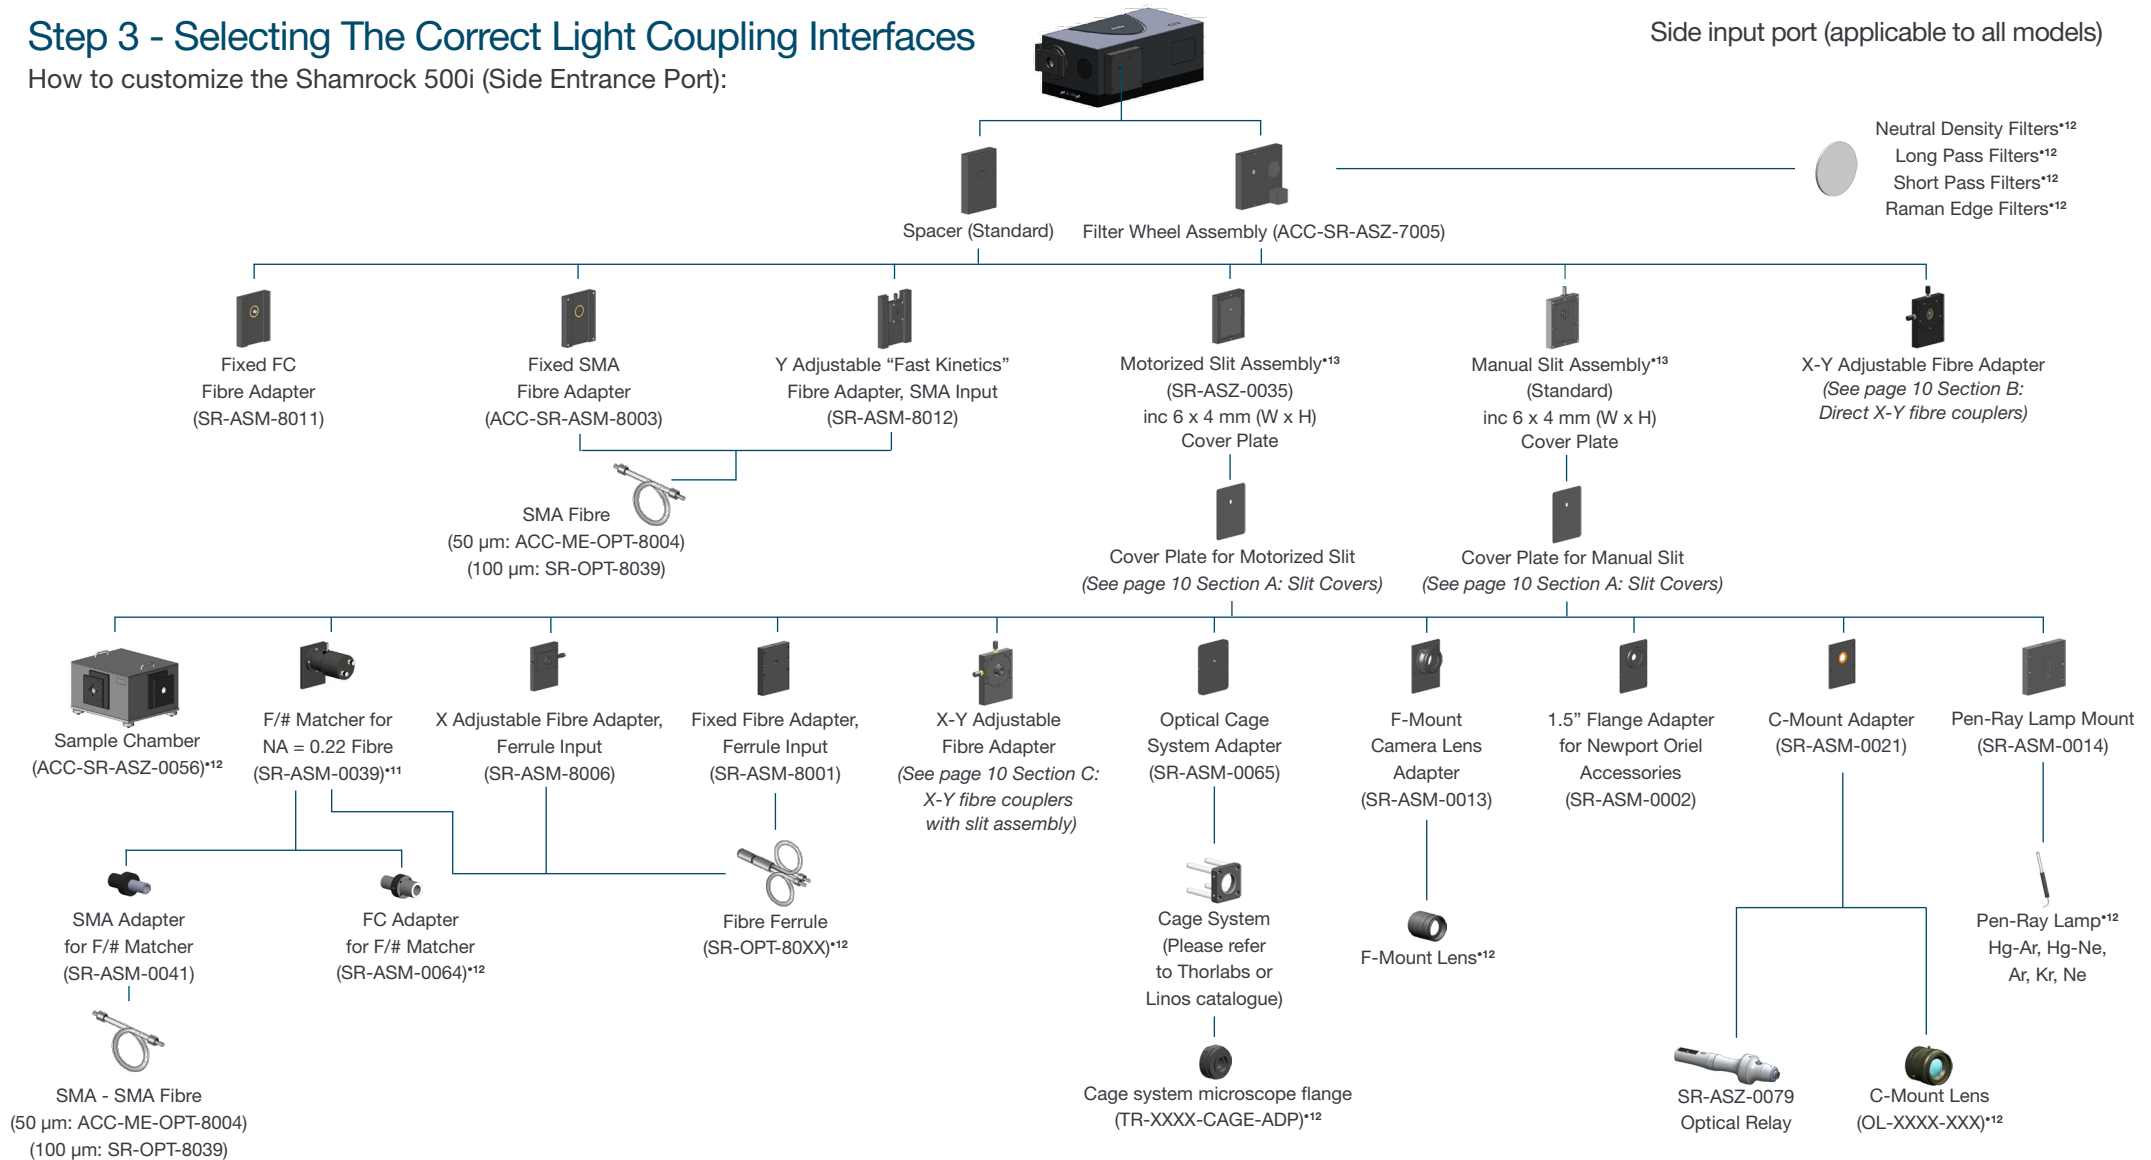 Step 3 - Selecting The Correct Light Coupling Interfaces
Side input port (applicable to all models)
How to customize the Shamrock 500i (Side Entrance Port):
Neutral Density Filters•12
Long Pass Filters•12
Short Pass Filters•12
Raman Edge Filters•12
Spacer (Standard)
Filter Wheel Assembly (ACC-SR-ASZ-7005)
Fixed FC
Fibre Adapter
(SR-ASM-8011)
Fixed SMA
Fibre Adapter
(ACC-SR-ASM-8003)
Y Adjustable “Fast Kinetics”
Fibre Adapter, SMA Input
(SR-ASM-8012)
Motorized Slit Assembly•13
(SR-ASZ-0035)
inc 6 x 4 mm (W x H)
Cover Plate
Manual Slit Assembly•13
(Standard)
inc 6 x 4 mm (W x H)
Cover Plate
X-Y Adjustable Fibre Adapter
(See page 10 Section B:
Direct X-Y fibre couplers)
SMA Fibre
(50 µm: ACC-ME-OPT-8004)
(100 µm: SR-OPT-8039)
Cover Plate for Motorized Slit
(See page 10 Section A: Slit Covers)
Cover Plate for Manual Slit
(See page 10 Section A: Slit Covers)
Sample Chamber
(ACC-SR-ASZ-0056)•12
F/# Matcher for
NA = 0.22 Fibre
(SR-ASM-0039)•11
X Adjustable Fibre Adapter,
Ferrule Input
(SR-ASM-8006)
Fixed Fibre Adapter,
Ferrule Input
(SR-ASM-8001)
X-Y Adjustable
Fibre Adapter
(See page 10 Section C:
X-Y fibre couplers
with slit assembly)
Optical Cage
System Adapter
(SR-ASM-0065)
F-Mount
Camera Lens
Adapter
(SR-ASM-0013)
1.5” Flange Adapter
for Newport Oriel
Accessories
(SR-ASM-0002)
C-Mount Adapter
(SR-ASM-0021)
Pen-Ray Lamp Mount
(SR-ASM-0014)
SMA Adapter
for F/# Matcher
(SR-ASM-0041)
FC Adapter
for F/# Matcher
(SR-ASM-0064)•12
Fibre Ferrule
(SR-OPT-80XX)•12
Cage System
(Please refer
to Thorlabs or
Linos catalogue)
F-Mount Lens•12
Pen-Ray Lamp•12
Hg-Ar, Hg-Ne,
Ar, Kr, Ne
SMA - SMA Fibre
(50 µm: ACC-ME-OPT-8004)
(100 µm: SR-OPT-8039)
Cage system microscope flange
(TR-XXXX-CAGE-ADP)•12
SR-ASZ-0079
Optical Relay
C-Mount Lens
(OL-XXXX-XXX)•12